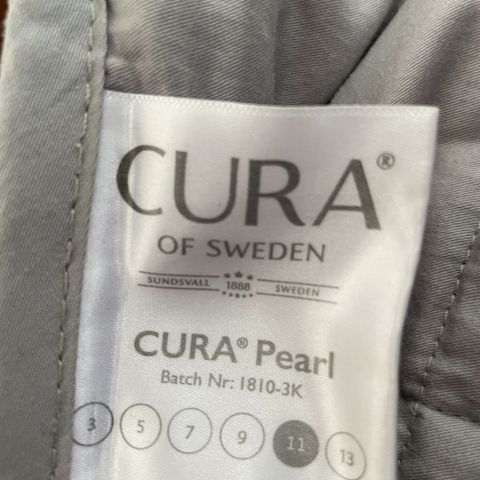 CURA®
OF SWEDEN
SUNDSVALL 1888 SWEDEN
CURA® Pearl
Batch Nr: 1810-3K
3 5 7 9 11 13